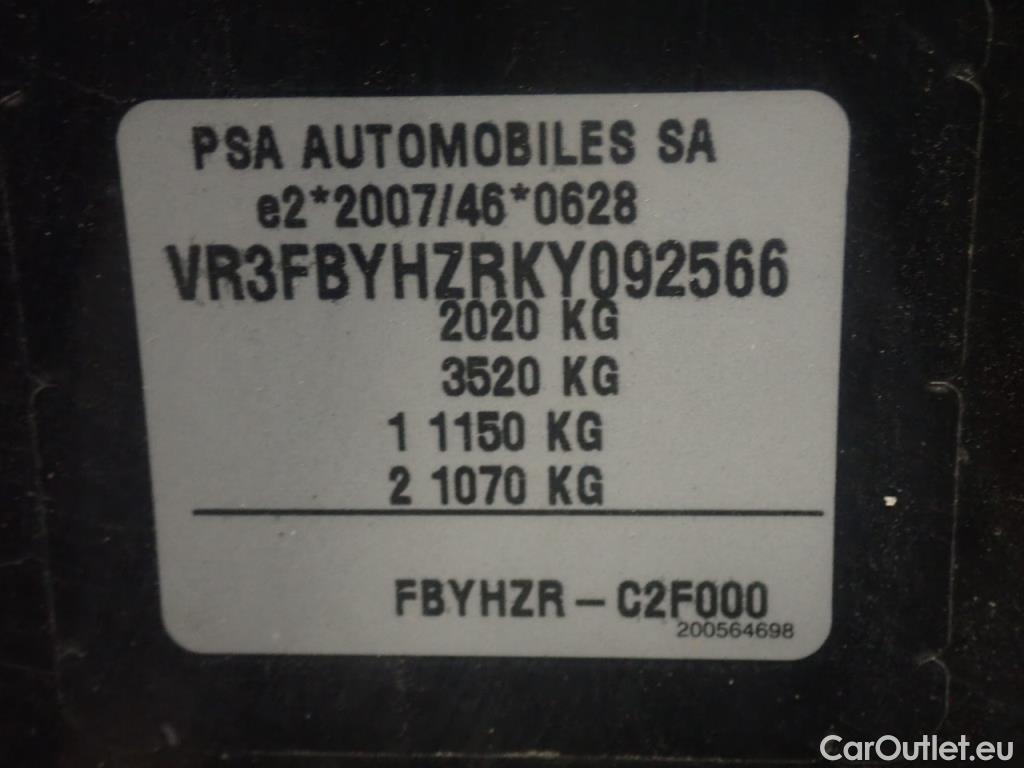 PSA AUTOMOBILES SA
e2*2007/46*0628
VR3FBYHZRKY092566
2020 KG
3520 KG
1 1150 KG
2 1070 KG
FBYHZR – C2F000
200564698
CarOutlet.eu